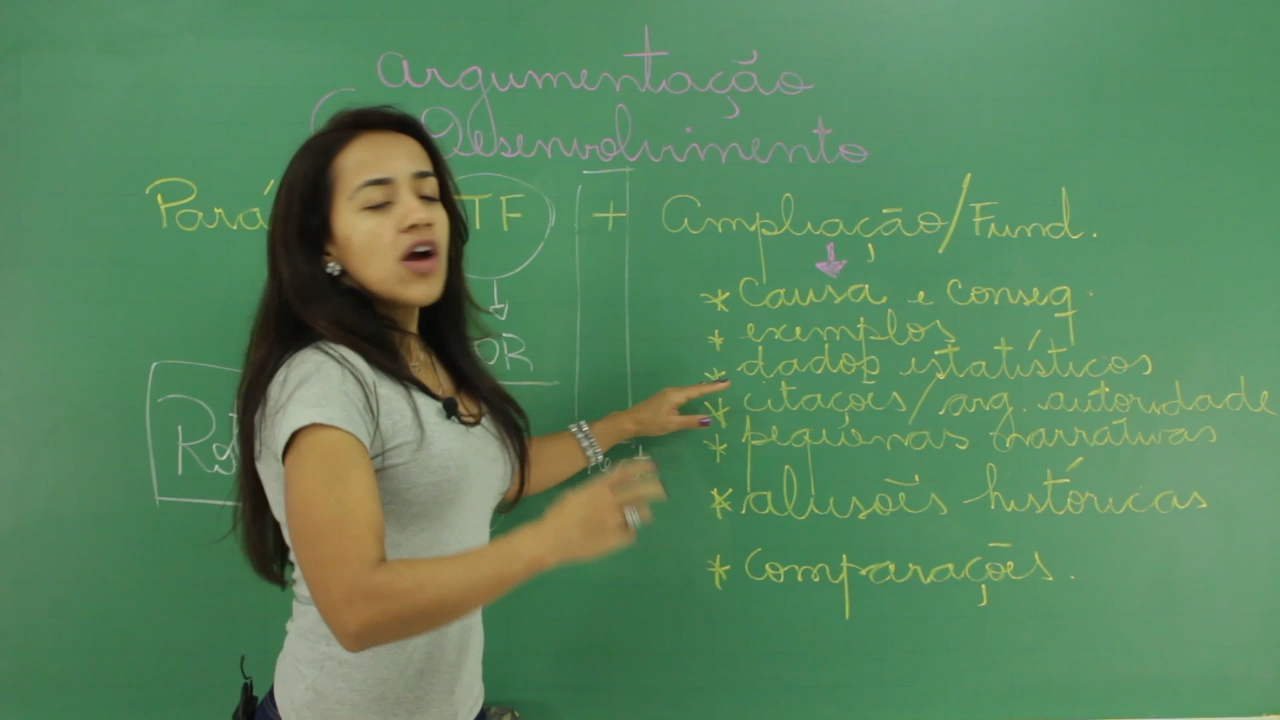 Argumentação
Desenvolvimento
Pará TF + Ampliação/Fund.
* Causa e conseq.
* exemplos
* dados estatísticos
* citações/arg. autoridade
* pequenas narrativas
* alusões históricas
* Comparações.